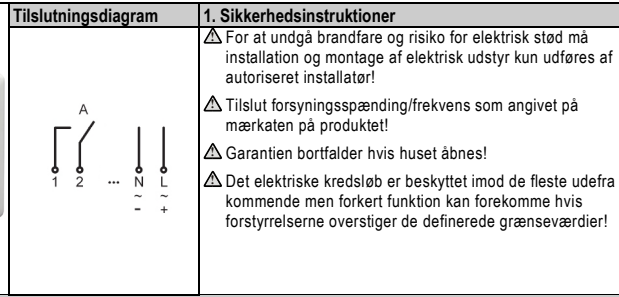 Tilslutningsdiagram
A
1 2 ... N L
~ ~
- +
1. Sikkerhedsinstruktioner
⚠ For at undgå brandfare og risiko for elektrisk stød må
installation og montage af elektrisk udstyr kun udføres af
autoriseret installatør!
⚠ Tilslut forsyningsspænding/frekvens som angivet på
mærkaten på produktet!
⚠ Garantien bortfalder hvis huset åbnes!
⚠ Det elektriske kredsløb er beskyttet imod de fleste udefra
kommende men forkert funktion kan forekomme hvis
forstyrrelserne overstiger de definerede grænseværdier!